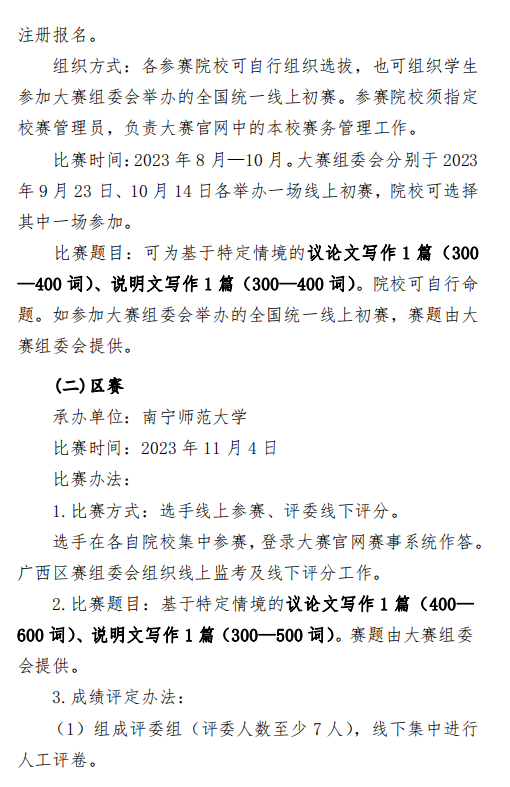 注册报名。
组织方式：各参赛院校可自行组织选拔，也可组织学生
参加大赛组委会举办的全国统一线上初赛。参赛院校须指定
校赛管理员，负责大赛官网中的本校赛务管理工作。
比赛时间：2023 年 8 月—10 月。大赛组委会分别于 2023
年 9 月 23 日、10 月 14 日各举办一场线上初赛，院校可选择
其中一场参加。
比赛题目：可为基于特定情境的议论文写作 1 篇（300
—400 词）、说明文写作 1 篇（300—400 词）。院校可自行命
题。如参加大赛组委会举办的全国统一线上初赛，赛题由大
赛组委会提供。
（二）区赛
承办单位：南宁师范大学
比赛时间：2023 年 11 月 4 日
比赛办法：
1.比赛方式：选手线上参赛、评委线下评分。
选手在各自院校集中参赛，登录大赛官网赛事系统作答。
广西区赛组委会组织线上监考及线下评分工作。
2.比赛题目：基于特定情境的议论文写作 1 篇（400—
600 词）、说明文写作 1 篇（300—500 词）。赛题由大赛组委
会提供。
3.成绩评定办法：
（1）组成评委组（评委人数至少 7 人），线下集中进行
人工评卷。